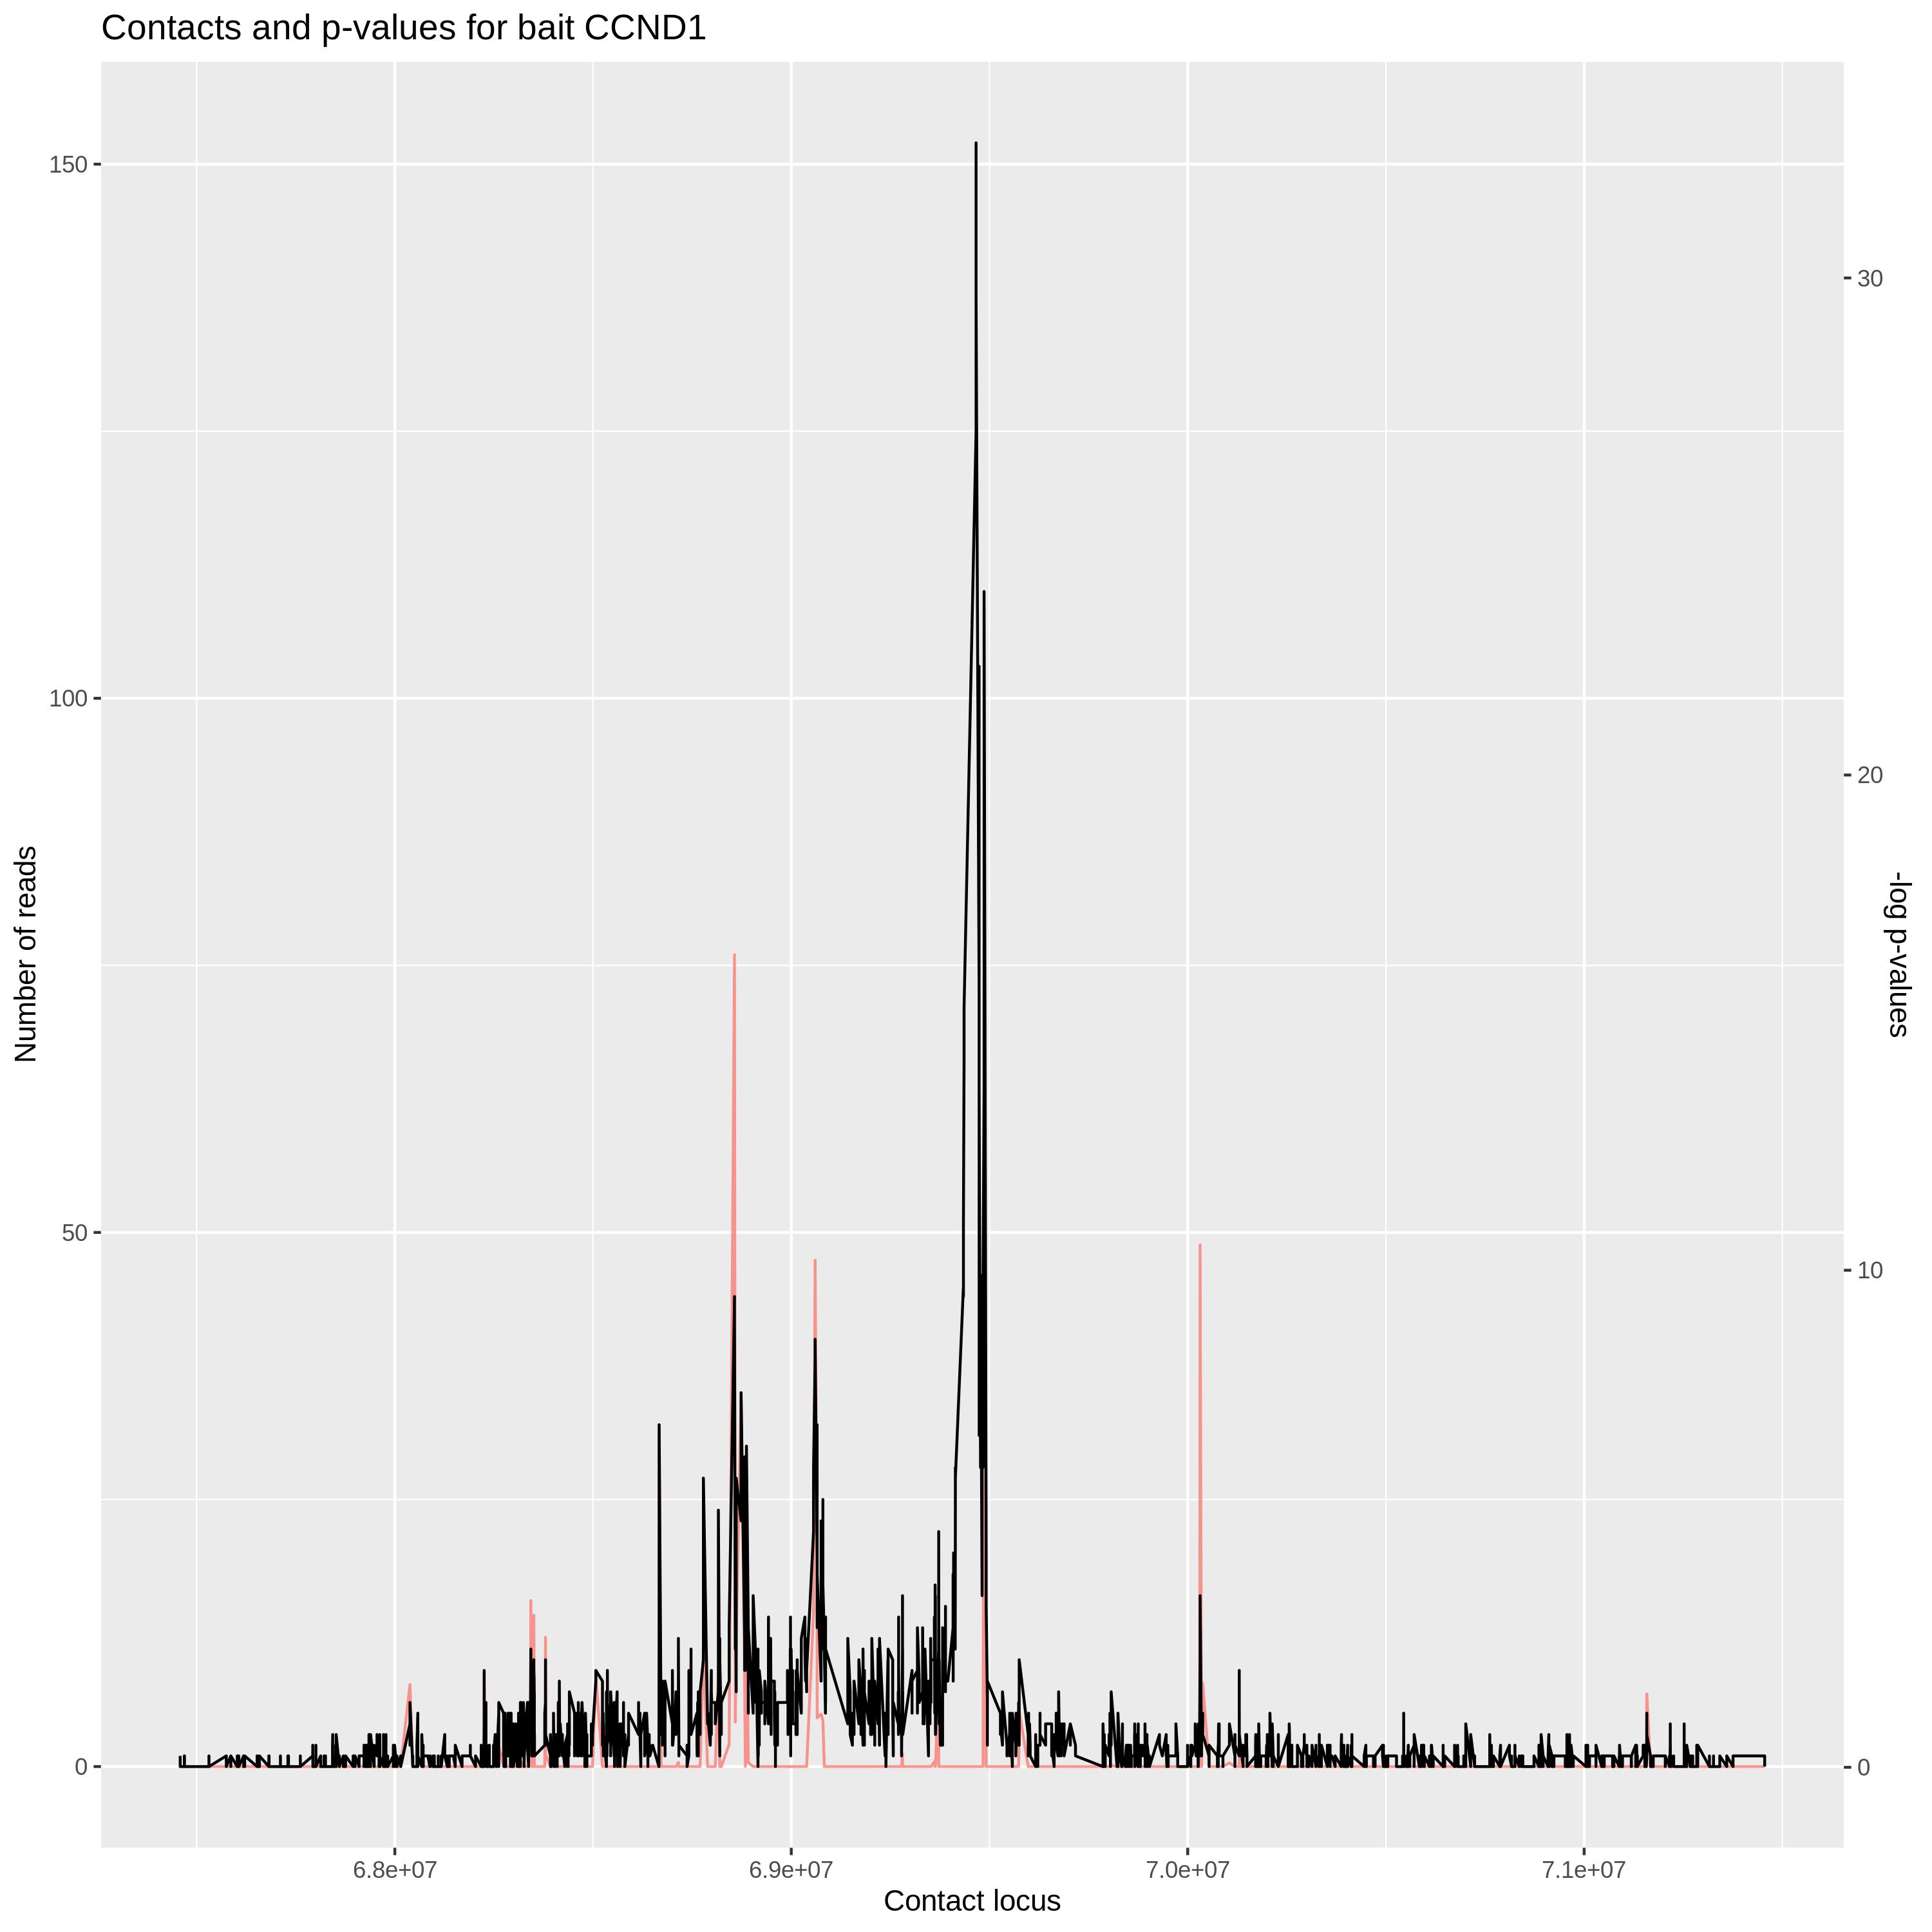 Contacts and p-values for bait CCND1
150
100
50
0
Number of reads
30
20
10
0
-log p-values
6.8e+07
6.9e+07
7.0e+07
7.1e+07
Contact locus